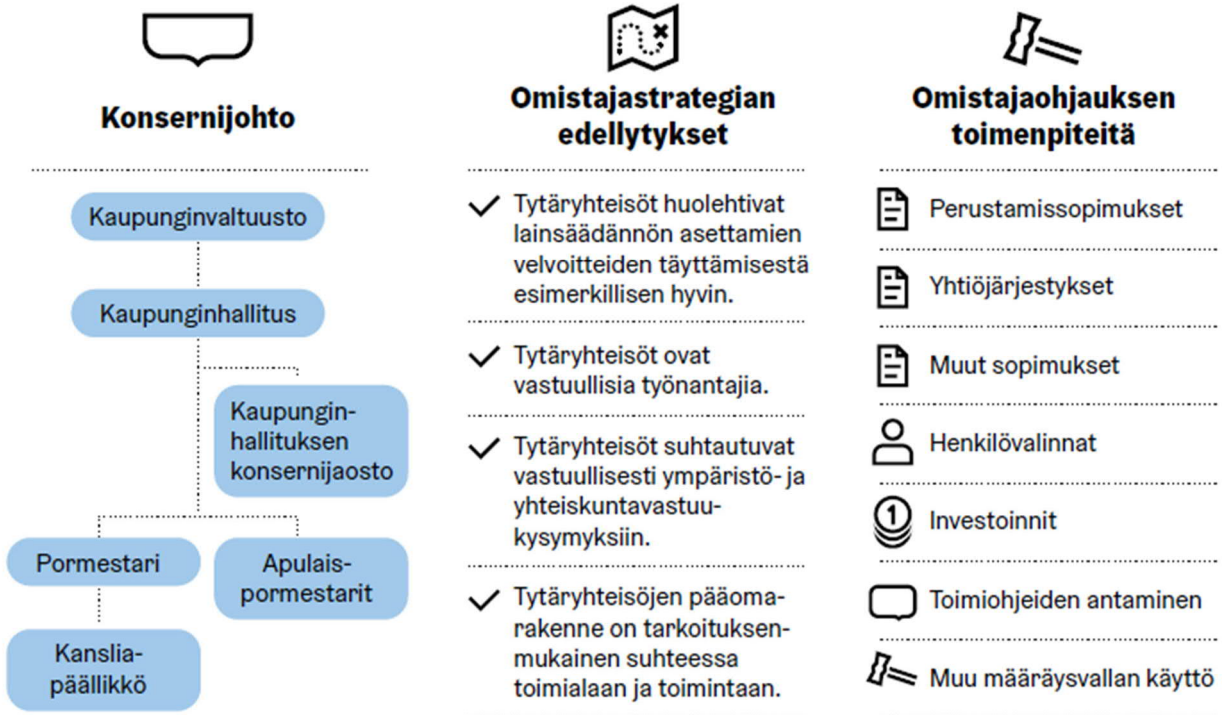 Konsernijohto
Kaupunginvaltuusto
Kaupunginhallitus
Kaupungin-
hallituksen
konsernijaosto
Pormestari
Apulais-
pormestarit
Kanslia-
päällikkö
Omistajastrategian
edellytykset
Tytäryhteisöt huolehtivat
lainsäädännön asettamien
velvoitteiden täyttämisestä
esimerkillisen hyvin.
Tytäryhteisöt ovat
vastuullisia työnantajia.
Tytäryhteisöt suhtautuvat
vastuullisesti ympäristö- ja
yhteiskuntavastuu-
kysymyksiin.
Tytäryhteisöjen pääoma-
rakenne on tarkoituksen-
mukainen suhteessa
toimialaan ja toimintaan.
Omistajaohjauksen
toimenpiteitä
Perustamissopimukset
Yhtiöjärjestykset
Muut sopimukset
Henkilövalinnat
1
Investoinnit
Toimiohjeiden antaminen
Muu määräysvallan käyttö